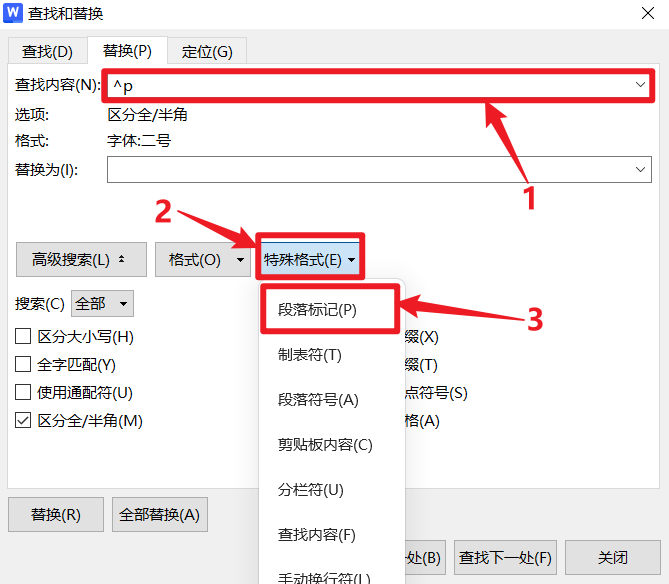 W 查找和替换
查找(D) 替换(P) 定位(G)
查找内容(N): ^p
选项: 区分全/半角
格式: 字体:二号
替换为(I):
1
2
高级搜索(L) 格式(O) 特殊格式(E)
搜索(C) 全部
段落标记(P)
3
区分大小写(H) 缀(X)
制表符(T)
全字匹配(Y) 缀(T)
使用通配符(U) 点符号(S)
段落符号(A)
区分全/半角(M) 格(A)
剪贴板内容(C)
分栏符(U)
替换(R) 全部替换(A)
查找内容(F)
处(B) 查找下一处(F) 关闭
手动换行符(L)